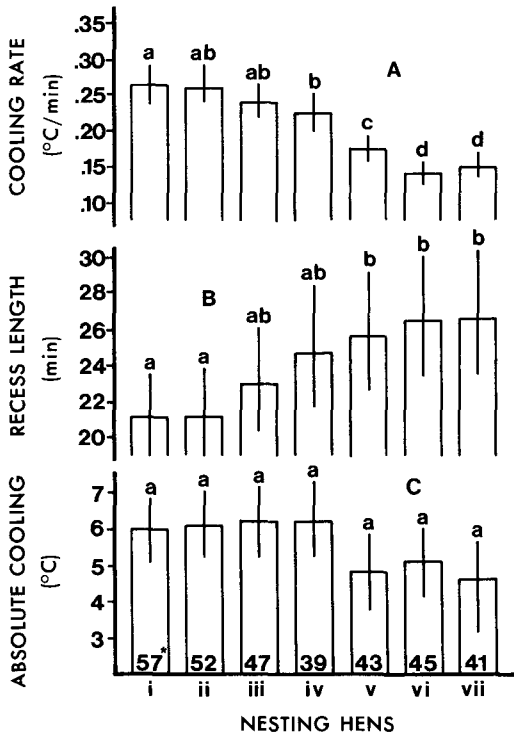 COOLING RATE
(°C/min)
.35
.30
.25
.20
.15
.10
a ab ab b c d d
A
RECESS LENGTH
(min)
30
28
26
24
22
20
a a ab ab b b b
B
ABSOLUTE COOLING
(°C)
7
6
5
4
3
a a a a a a a
C
57* 52 47 39 43 45 41
i ii iii iv v vi vii
NESTING HENS